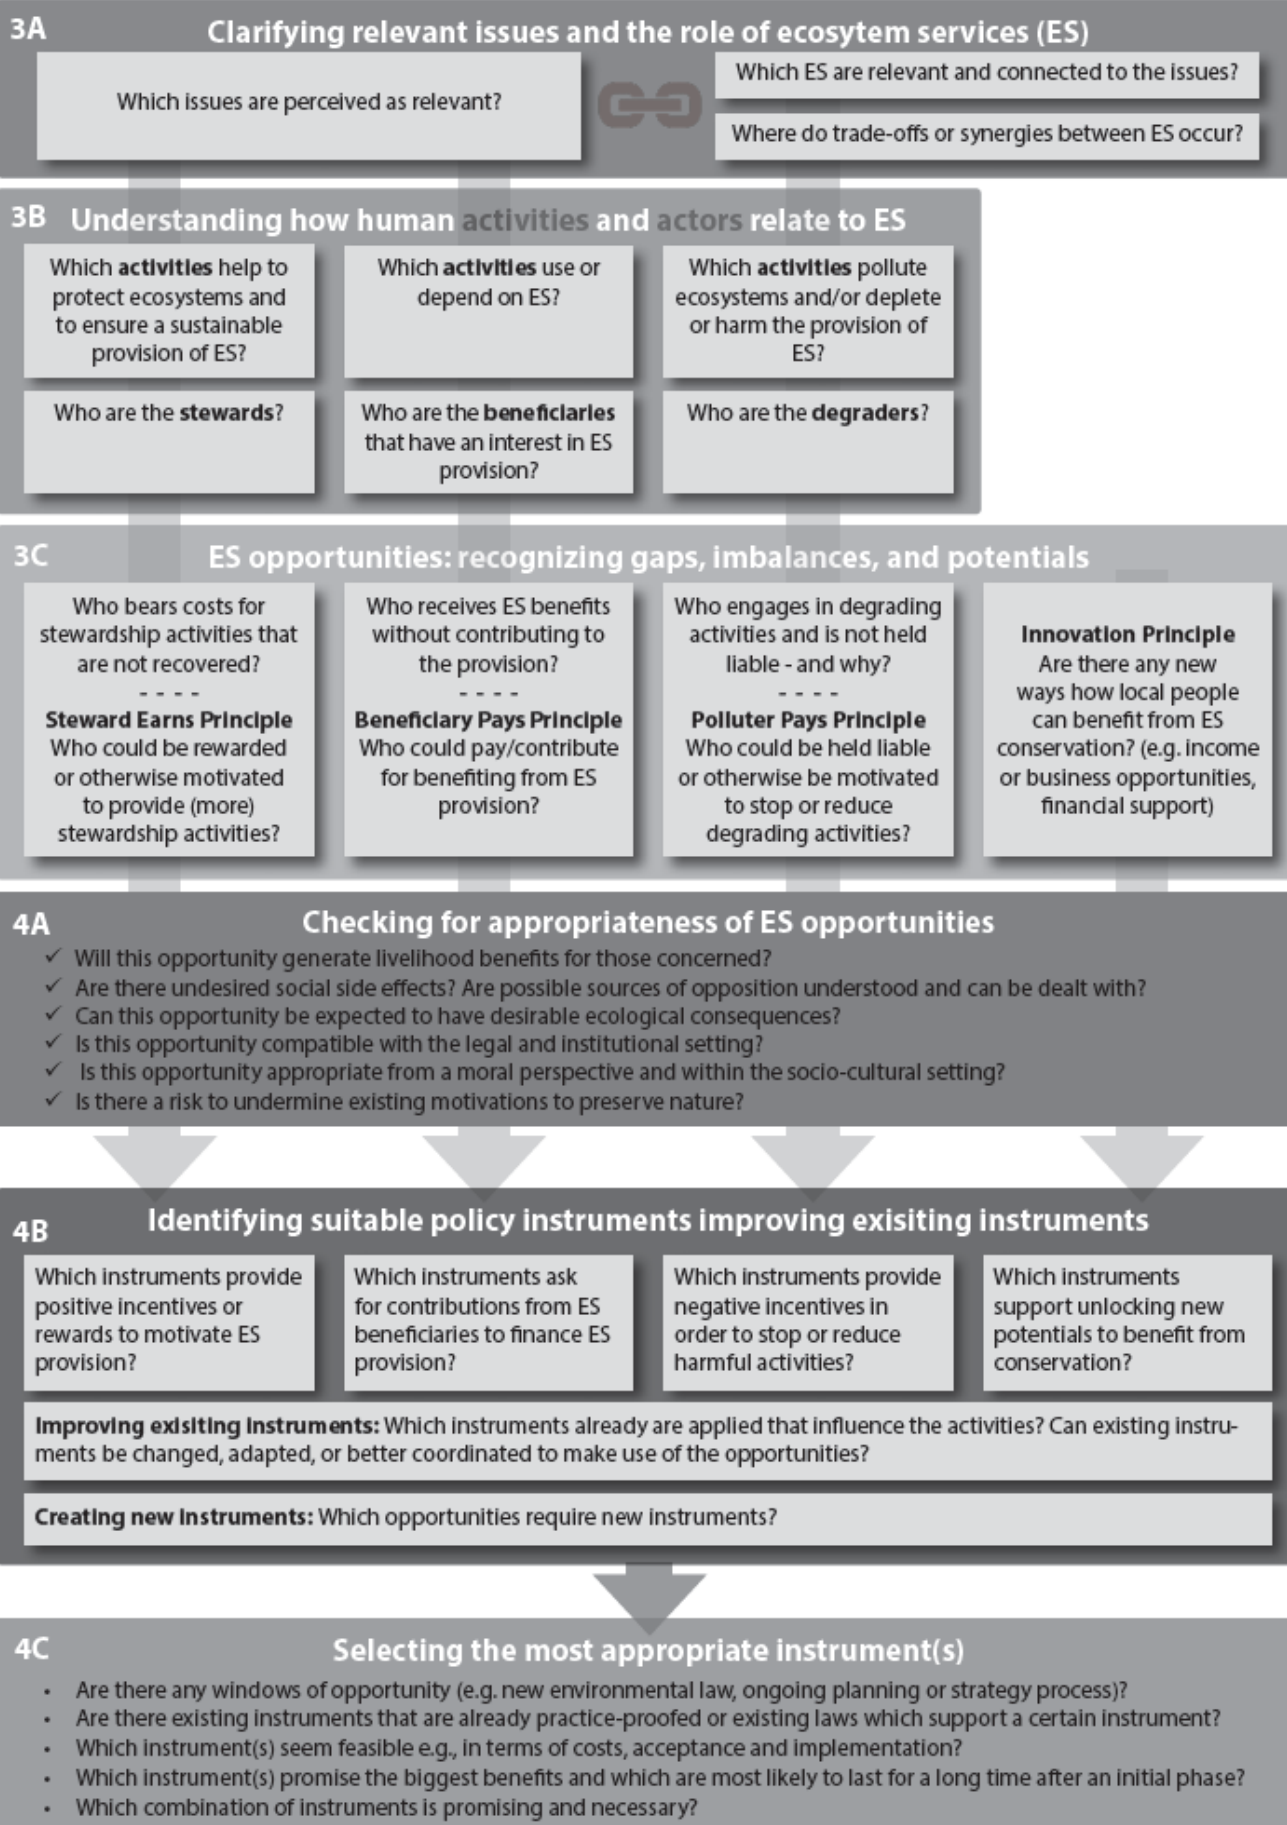 3A
Clarifying relevant issues and the role of ecosytem services (ES)
Which issues are perceived as relevant?
Which ES are relevant and connected to the issues?
Where do trade-offs or synergies between ES occur?
3B
Understanding how human activities and actors relate to ES
Which activities help to
protect ecosystems and
to ensure a sustainable
provision of ES?
Which activities use or
depend on ES?
Which activities pollute
ecosystems and/or deplete
or harm the provision of
ES?
Who are the stewards?
Who are the beneficiaries
that have an interest in ES
provision?
Who are the degraders?
3C
ES opportunities: recognizing gaps, imbalances, and potentials
Who bears costs for
stewardship activities that
are not recovered?
- - - -
Steward Earns Principle
Who could be rewarded
or otherwise motivated
to provide (more)
stewardship activities?
Who receives ES benefits
without contributing to
the provision?
- - - -
Beneficiary Pays Principle
Who could pay/contribute
for benefiting from ES
provision?
Who engages in degrading
activities and is not held
liable - and why?
- - - -
Polluter Pays Principle
Who could be held liable
or otherwise be motivated
to stop or reduce
degrading activities?
Innovation Principle
Are there any new
ways how local people
can benefit from ES
conservation? (e.g. income
or business opportunities,
financial support)
4A
Checking for appropriateness of ES opportunities
✓ Will this opportunity generate livelihood benefits for those concerned?
✓ Are there undesired social side effects? Are possible sources of opposition understood and can be dealt with?
✓ Can this opportunity be expected to have desirable ecological consequences?
✓ Is this opportunity compatible with the legal and institutional setting?
✓ Is this opportunity appropriate from a moral perspective and within the socio-cultural setting?
✓ Is there a risk to undermine existing motivations to preserve nature?
4B
Identifying suitable policy instruments improving exisiting instruments
Which instruments provide
positive incentives or
rewards to motivate ES
provision?
Which instruments ask
for contributions from ES
beneficiaries to finance ES
provision?
Which instruments provide
negative incentives in
order to stop or reduce
harmful activities?
Which instruments
support unlocking new
potentials to benefit from
conservation?
Improving exisiting instruments: Which instruments already are applied that influence the activities? Can existing instru-
ments be changed, adapted, or better coordinated to make use of the opportunities?
Creating new instruments: Which opportunities require new instruments?
4C
Selecting the most appropriate instrument(s)
• Are there any windows of opportunity (e.g. new environmental law, ongoing planning or strategy process)?
• Are there existing instruments that are already practice-proofed or existing laws which support a certain instrument?
• Which instrument(s) seem feasible e.g., in terms of costs, acceptance and implementation?
• Which instrument(s) promise the biggest benefits and which are most likely to last for a long time after an initial phase?
• Which combination of instruments is promising and necessary?